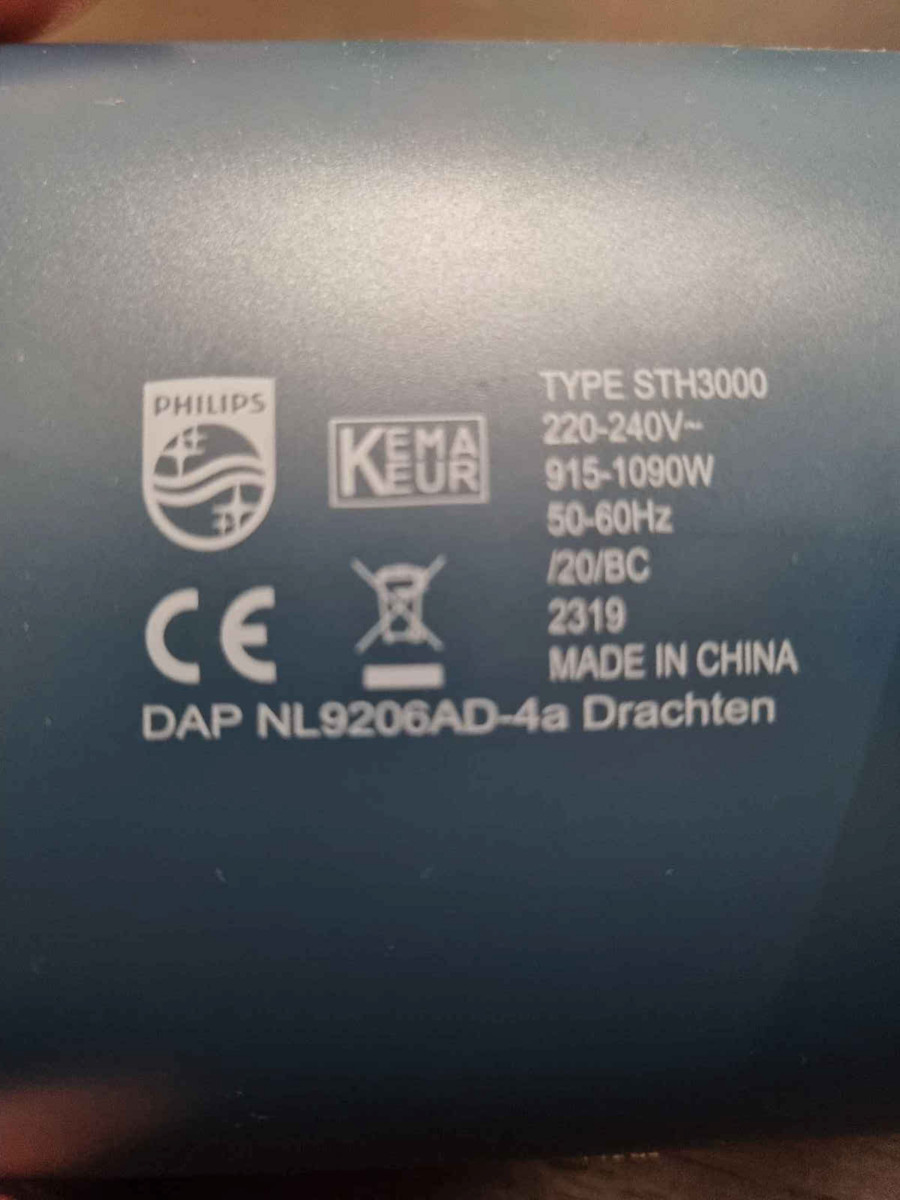 PHILIPS
KEMA
KEUR
TYPE STH3000
220-240V~
915-1090W
50-60Hz
/20/BC
2319
MADE IN CHINA
CE
DAP NL9206AD-4a Drachten